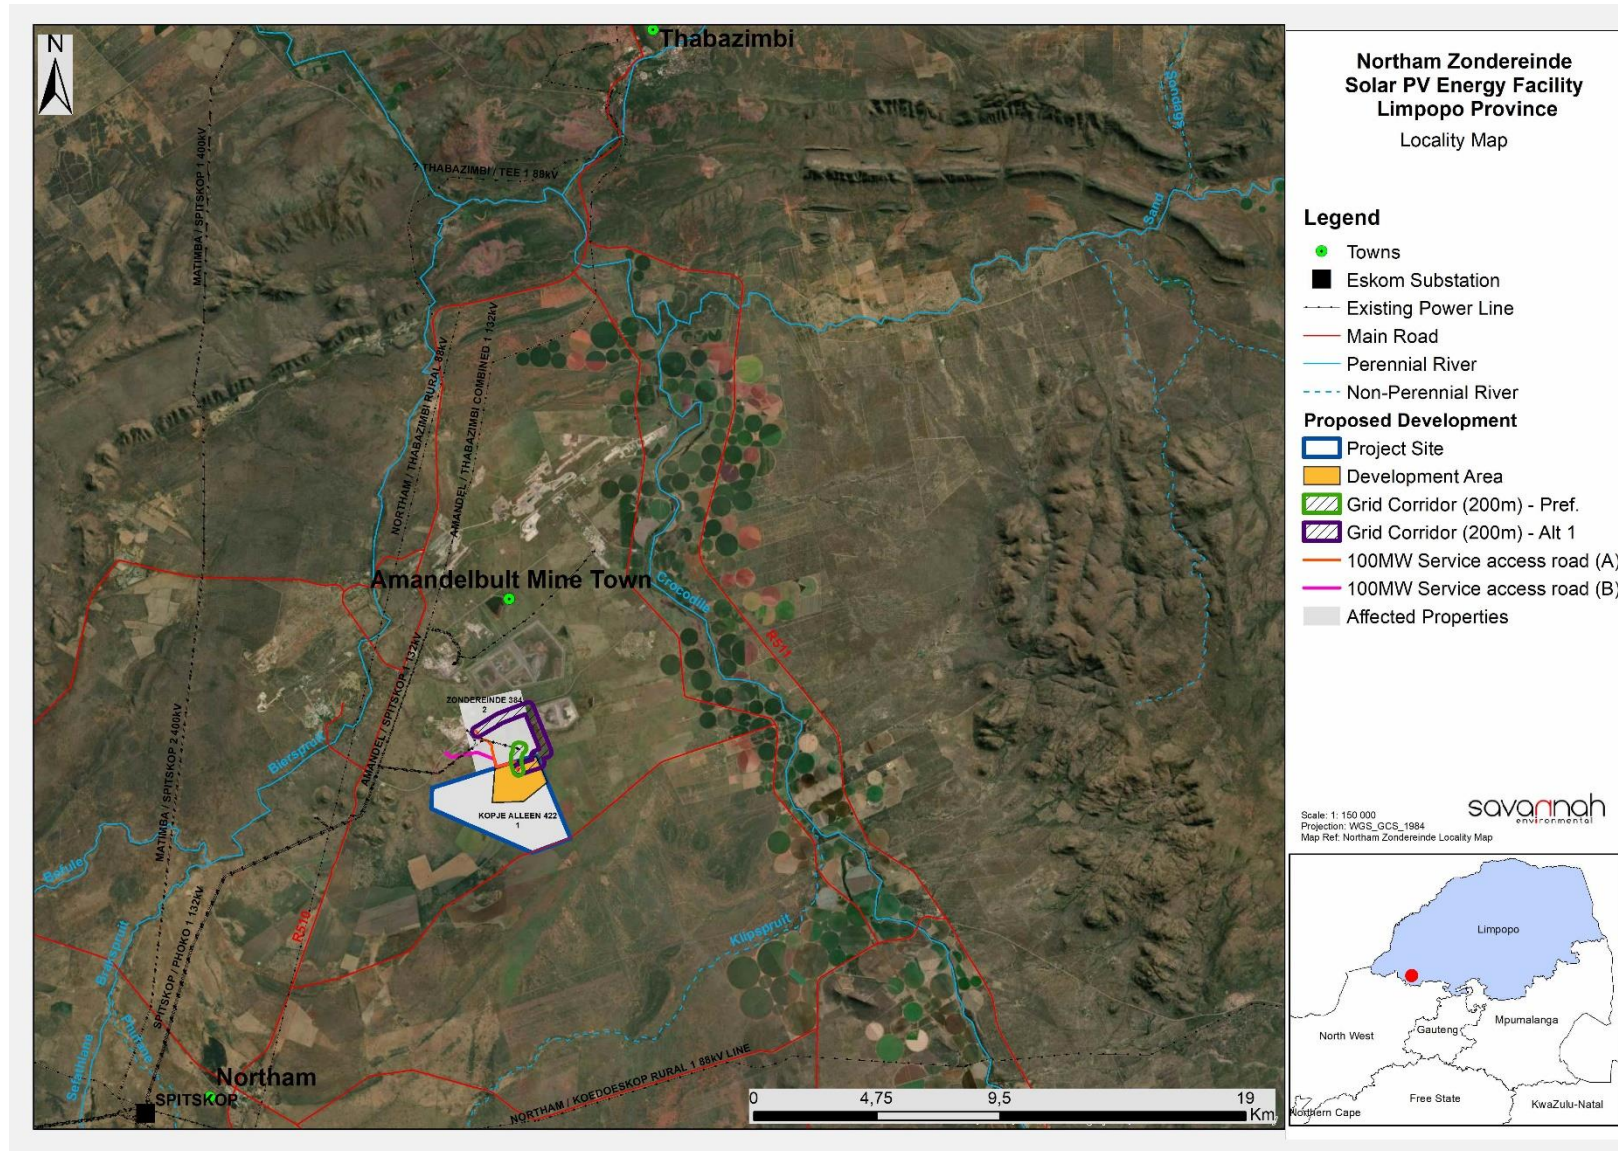 N
Thabazimbi
Sondags
MATIMBA / SPITSKOP 1 400kV
? THABAZIMBI / TEE 1 88kV
Sand
NORTHAM / THABAZIMBI RURAL 88kV
AMANDEL / THABAZIMBI COMBINED 1 132kV
Amandelbult Mine Town
Crocodile
R511
AMANDEL / SPITSKOP 1 132kV
ZONDEREINDE 384
2
Bierspruit
MATIMBA / SPITSKOP 2 400kV
KOPJE ALLEEN 422
1
Bofule
SPITSKOP / PHOKO 1 132kV
R510
Brakspruit
Klipspruit
Phufane
Sefathlane
Northam
SPITSKOP
NORTHAM / KOEDOESKOP RURAL 1 88kV LINE
0 4,75 9,5 19
Km
Northam Zondereinde
Solar PV Energy Facility
Limpopo Province
Locality Map
Legend
Towns
Eskom Substation
Existing Power Line
Main Road
Perennial River
Non-Perennial River
Proposed Development
Project Site
Development Area
Grid Corridor (200m) - Pref.
Grid Corridor (200m) - Alt 1
100MW Service access road (A)
100MW Service access road (B)
Affected Properties
Scale: 1: 150 000
Projection: WGS_GCS_1984
Map Ref: Northam Zondereinde Locality Map
savannah
environmental
Limpopo
North West
Gauteng
Mpumalanga
Free State
KwaZulu-Natal
Northern Cape